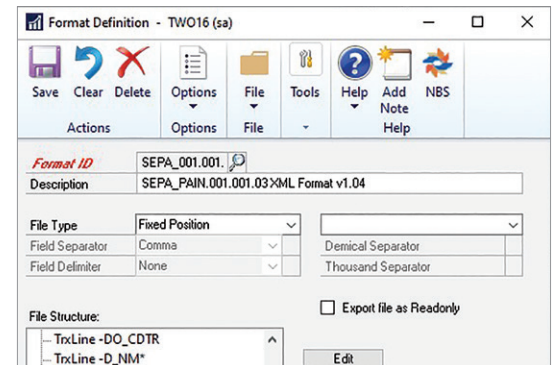 Format Definition - TWO16 (sa)
Save Clear Delete Options File Tools Help Add Note NBS
Actions Options File Help
Format ID SEPA_001.001.
Description SEPA_PAIN.001.001.03XML Format v1.04
File Type Fixed Position
Field Separator Comma Demical Separator
Field Delimiter None Thousand Separator
Export file as Readonly
File Structure:
TrxLine -DO_CDTR
TrxLine -D_NM*
Edit